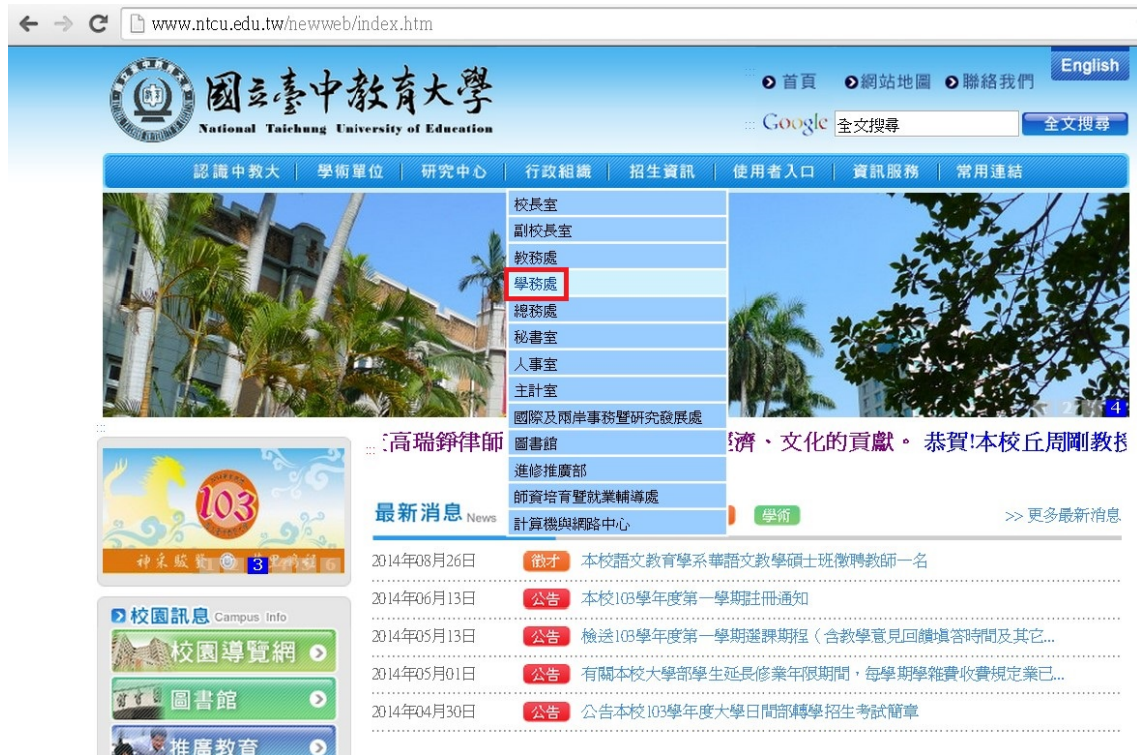 www.ntcu.edu.tw/newweb/index.htm
English
國立臺中教育大學
National Taichung University of Education
首頁 網站地圖 聯絡我們
Google 全文搜尋 全文搜尋
認識中教大 | 學術單位 | 研究中心 | 行政組織 | 招生資訊 | 使用者入口 | 資訊服務 | 常用連結
校長室
副校長室
教務處
學務處
總務處
秘書室
人事室
主計室
國際及兩岸事務暨研究發展處
圖書館
進修推廣部
師資培育暨就業輔導處
計算機與網路中心
4
高瑞錚律師
濟、文化的貢獻。 恭賀!本校丘周剛教授
103
神采駿發
3
6
最新消息 News
學術
>> 更多最新消息
2014年08月26日 徵才 本校語文教育學系華語文教學碩士班徵聘教師一名
2014年06月13日 公告 本校103學年度第一學期註冊通知
2014年05月13日 公告 檢送103學年度第一學期選課期程（含教學意見回饋填答時間及其它...
2014年05月01日 公告 有關本校大學部學生延長修業年限期間，每學期學雜費收費規定業已...
2014年04月30日 公告 公告本校103學年度大學日間部轉學招生考試簡章
校園訊息 Campus Info
校園導覽網
圖書館
推廣教育